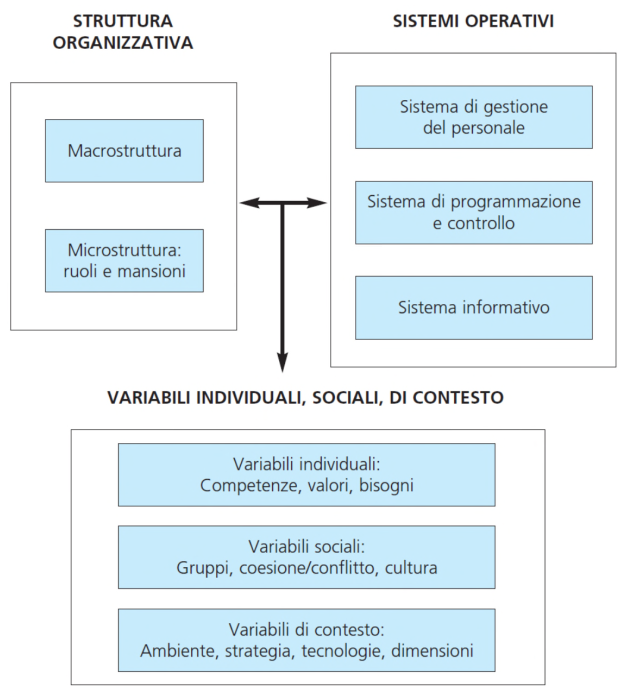 STRUTTURA
ORGANIZZATIVA
Macrostruttura
Microstruttura:
ruoli e mansioni
SISTEMI OPERATIVI
Sistema di gestione
del personale
Sistema di programmazione
e controllo
Sistema informativo
VARIABILI INDIVIDUALI, SOCIALI, DI CONTESTO
Variabili individuali:
Competenze, valori, bisogni
Variabili sociali:
Gruppi, coesione/conflitto, cultura
Variabili di contesto:
Ambiente, strategia, tecnologie, dimensioni